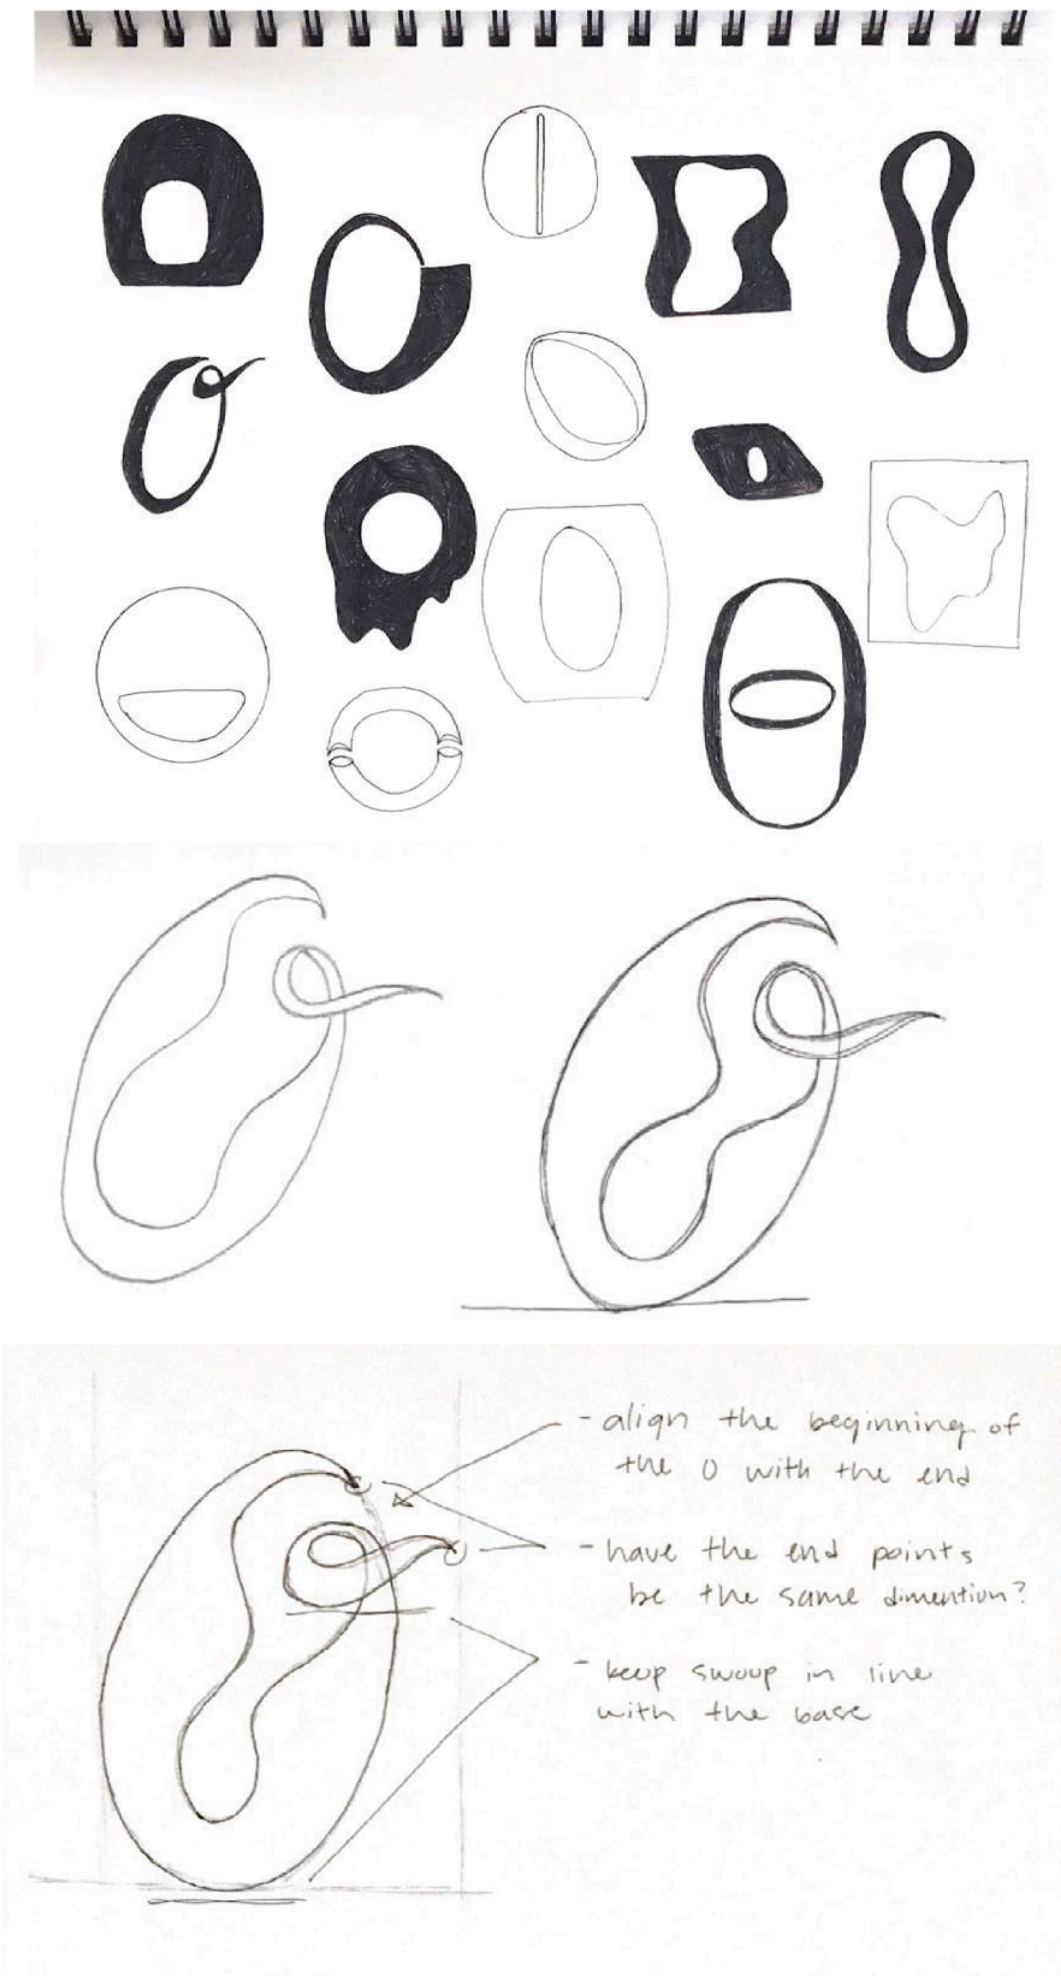 - align the beginning of
the O with the end
- have the end points
be the same dimention?
- keep swoop in line
with the base